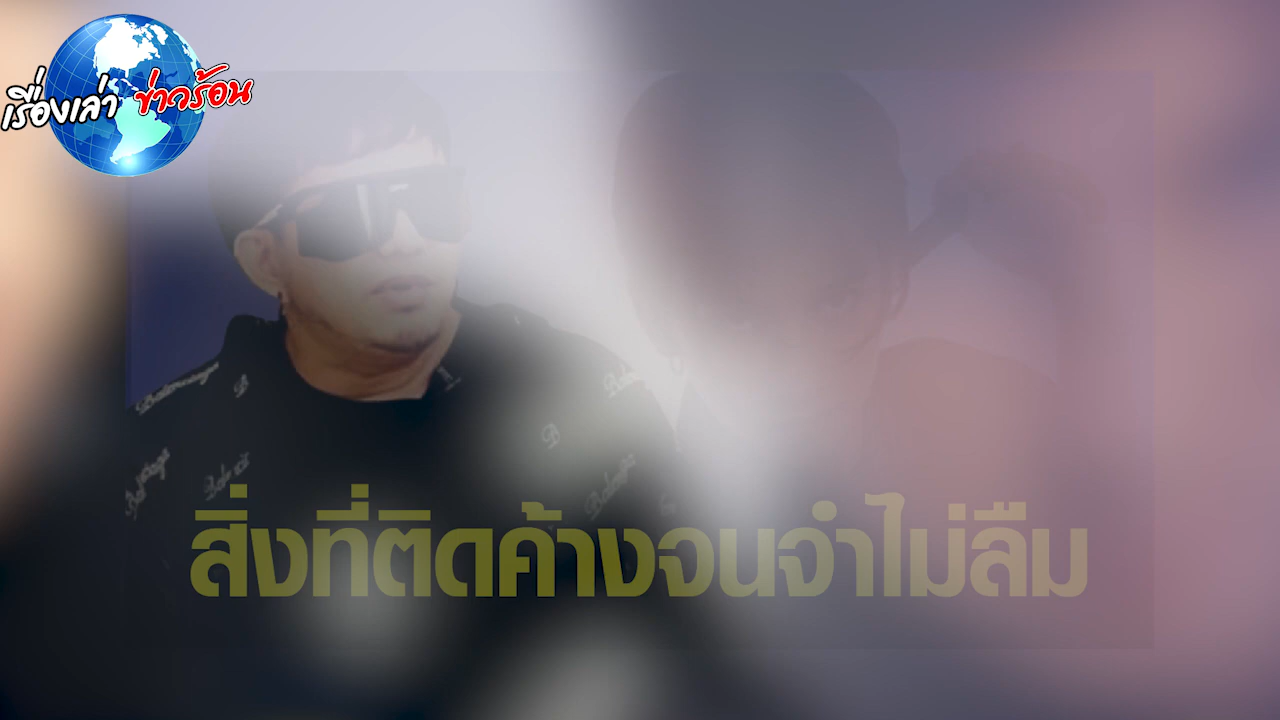 เรื่องเล่า ข่าวร้อน
สิ่งที่ติดค้างจนจำไม่ลืม